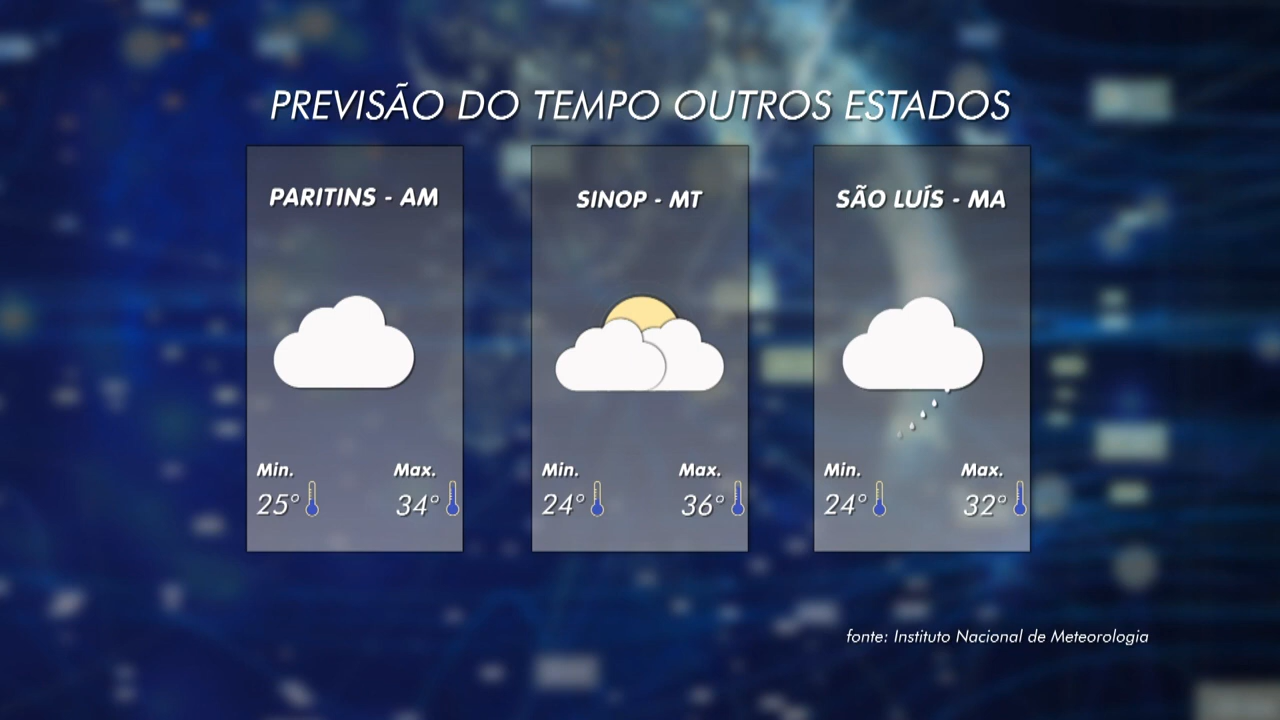 PREVISÃO DO TEMPO OUTROS ESTADOS
PARITINS - AM
Min. Max.
25° 34°
SINOP - MT
Min. Max.
24° 36°
SÃO LUÍS - MA
Min. Max.
24° 32°
fonte: Instituto Nacional de Meteorologia